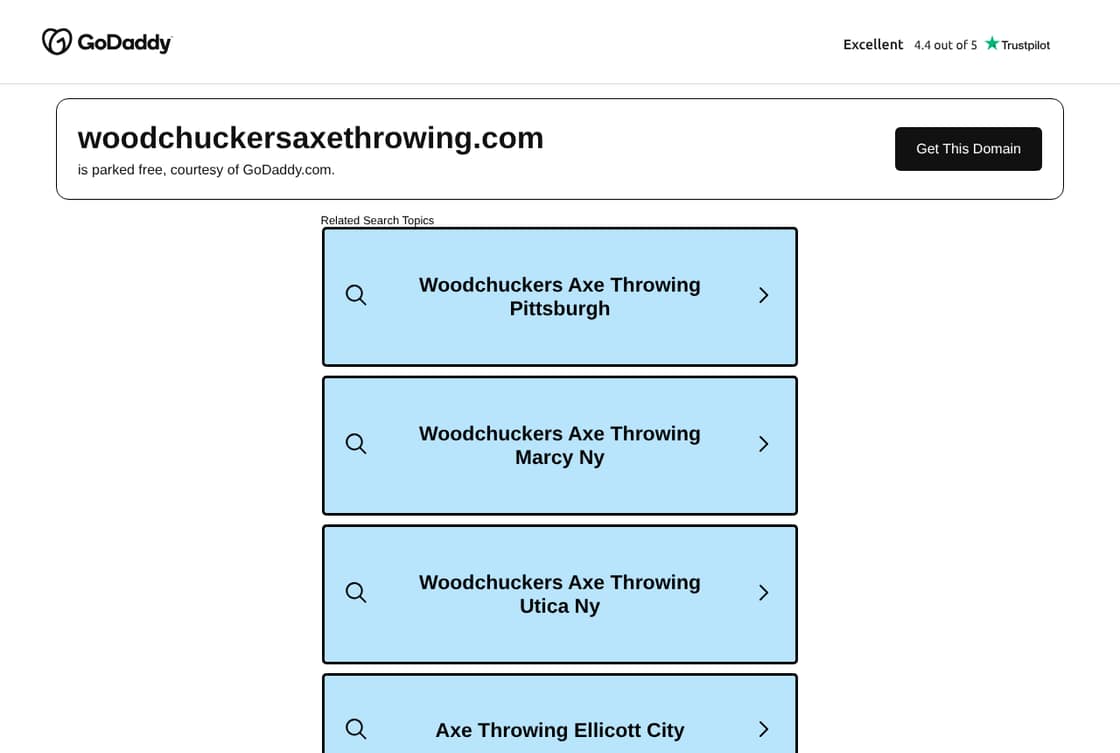 GoDaddy
Excellent 4.4 out of 5 Trustpilot
woodchuckersaxethrowing.com
is parked free, courtesy of GoDaddy.com.
Get This Domain
Related Search Topics
Woodchuckers Axe Throwing
Pittsburgh
Woodchuckers Axe Throwing
Marcy Ny
Woodchuckers Axe Throwing
Utica Ny
Axe Throwing Ellicott City